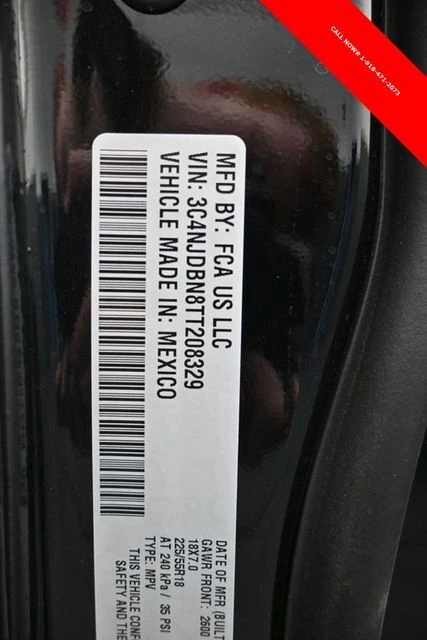 CALL NOW# 1-918-471-2073
MFD BY: FCA US LLC
VIN: 3C4NJDBN8TT208329
VEHICLE MADE IN: MEXICO
DATE OF MFR (BUILT
GAWR FRONT: 2600
18X7.0
225/55R18
AT 240 kPa / 35 PSI
TYPE: MPV
THIS VEHICLE CONF
SAFETY AND THE